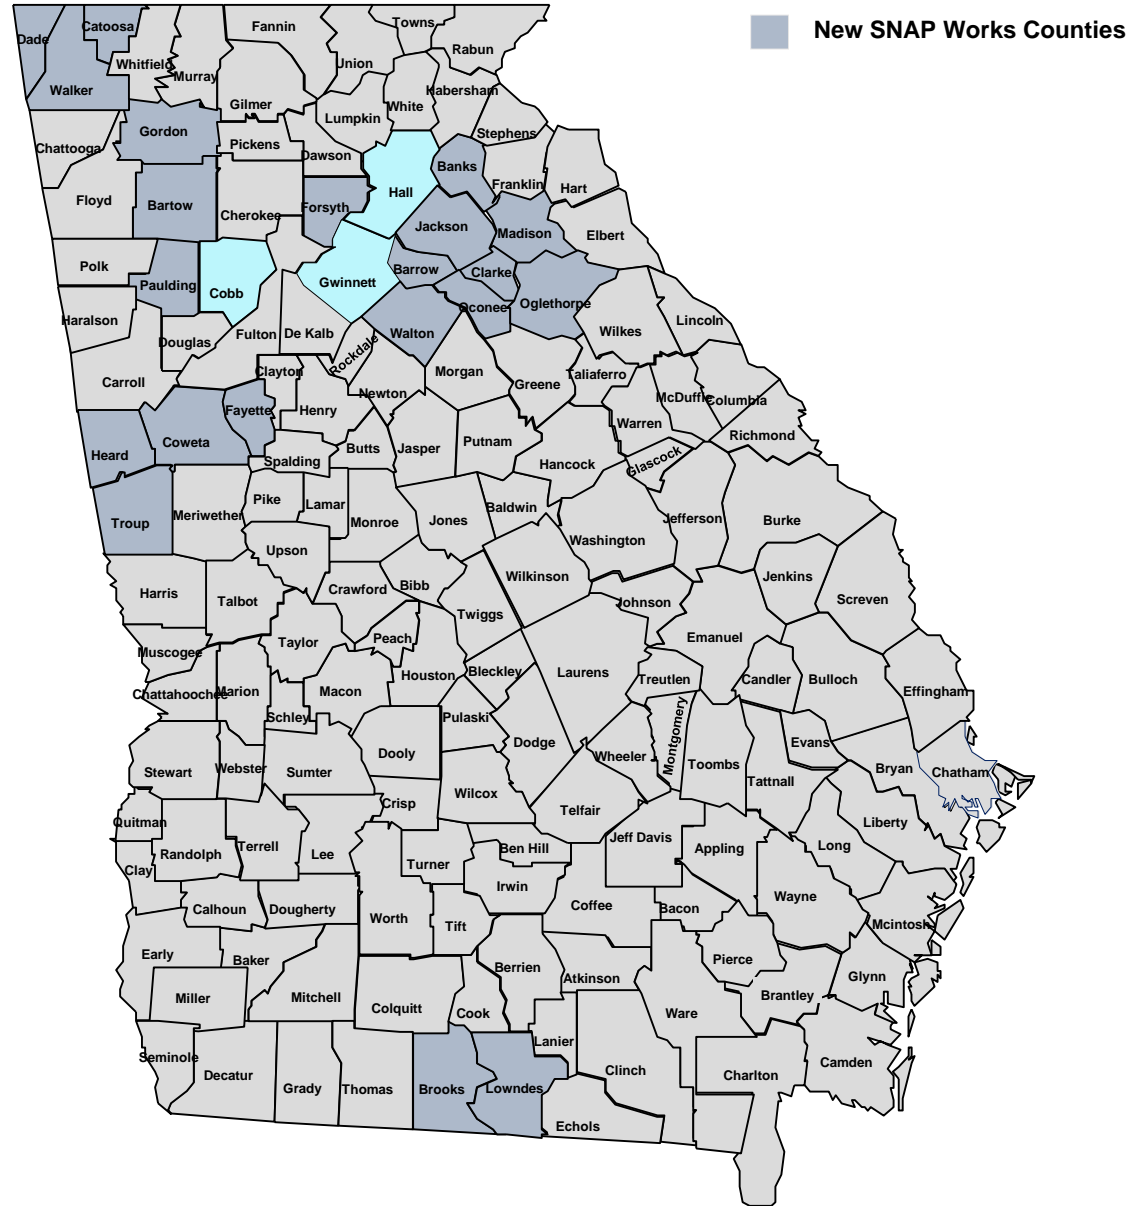 New SNAP Works Counties
Dade
Catoosa
Fannin
Towns
Rabun
Whitfield
Murray
Union
Walker
Gilmer
White
Habersham
Lumpkin
Gordon
Stephens
Chattooga
Pickens
Dawson
Banks
Franklin
Hart
Hall
Floyd
Bartow
Cherokee
Forsyth
Jackson
Madison
Elbert
Polk
Paulding
Cobb
Gwinnett
Barrow
Clarke
Oconee
Oglethorpe
Haralson
Douglas
Fulton
De Kalb
Rockdale
Walton
Wilkes
Lincoln
Carroll
Clayton
Morgan
Greene
Taliaferro
McDuffie
Columbia
Newton
Fayette
Henry
Warren
Richmond
Heard
Coweta
Spalding
Butts
Jasper
Putnam
Hancock
Glascock
Troup
Meriwether
Pike
Lamar
Monroe
Jones
Baldwin
Washington
Jefferson
Burke
Upson
Harris
Talbot
Crawford
Bibb
Wilkinson
Twiggs
Johnson
Jenkins
Screven
Muscogee
Taylor
Peach
Emanuel
Chattahoochee
Marion
Macon
Houston
Bleckley
Laurens
Treutlen
Candler
Bulloch
Effingham
Schley
Pulaski
Montgomery
Stewart
Webster
Sumter
Dooly
Dodge
Wheeler
Toombs
Tattnall
Evans
Bryan
Chatham
Quitman
Crisp
Wilcox
Telfair
Liberty
Randolph
Terrell
Lee
Turner
Ben Hill
Jeff Davis
Appling
Long
Clay
Irwin
Calhoun
Dougherty
Worth
Tift
Coffee
Bacon
Wayne
Mcintosh
Early
Baker
Berrien
Atkinson
Pierce
Glynn
Miller
Mitchell
Colquitt
Cook
Ware
Brantley
Seminole
Lanier
Decatur
Grady
Thomas
Brooks
Lowndes
Clinch
Charlton
Camden
Echols